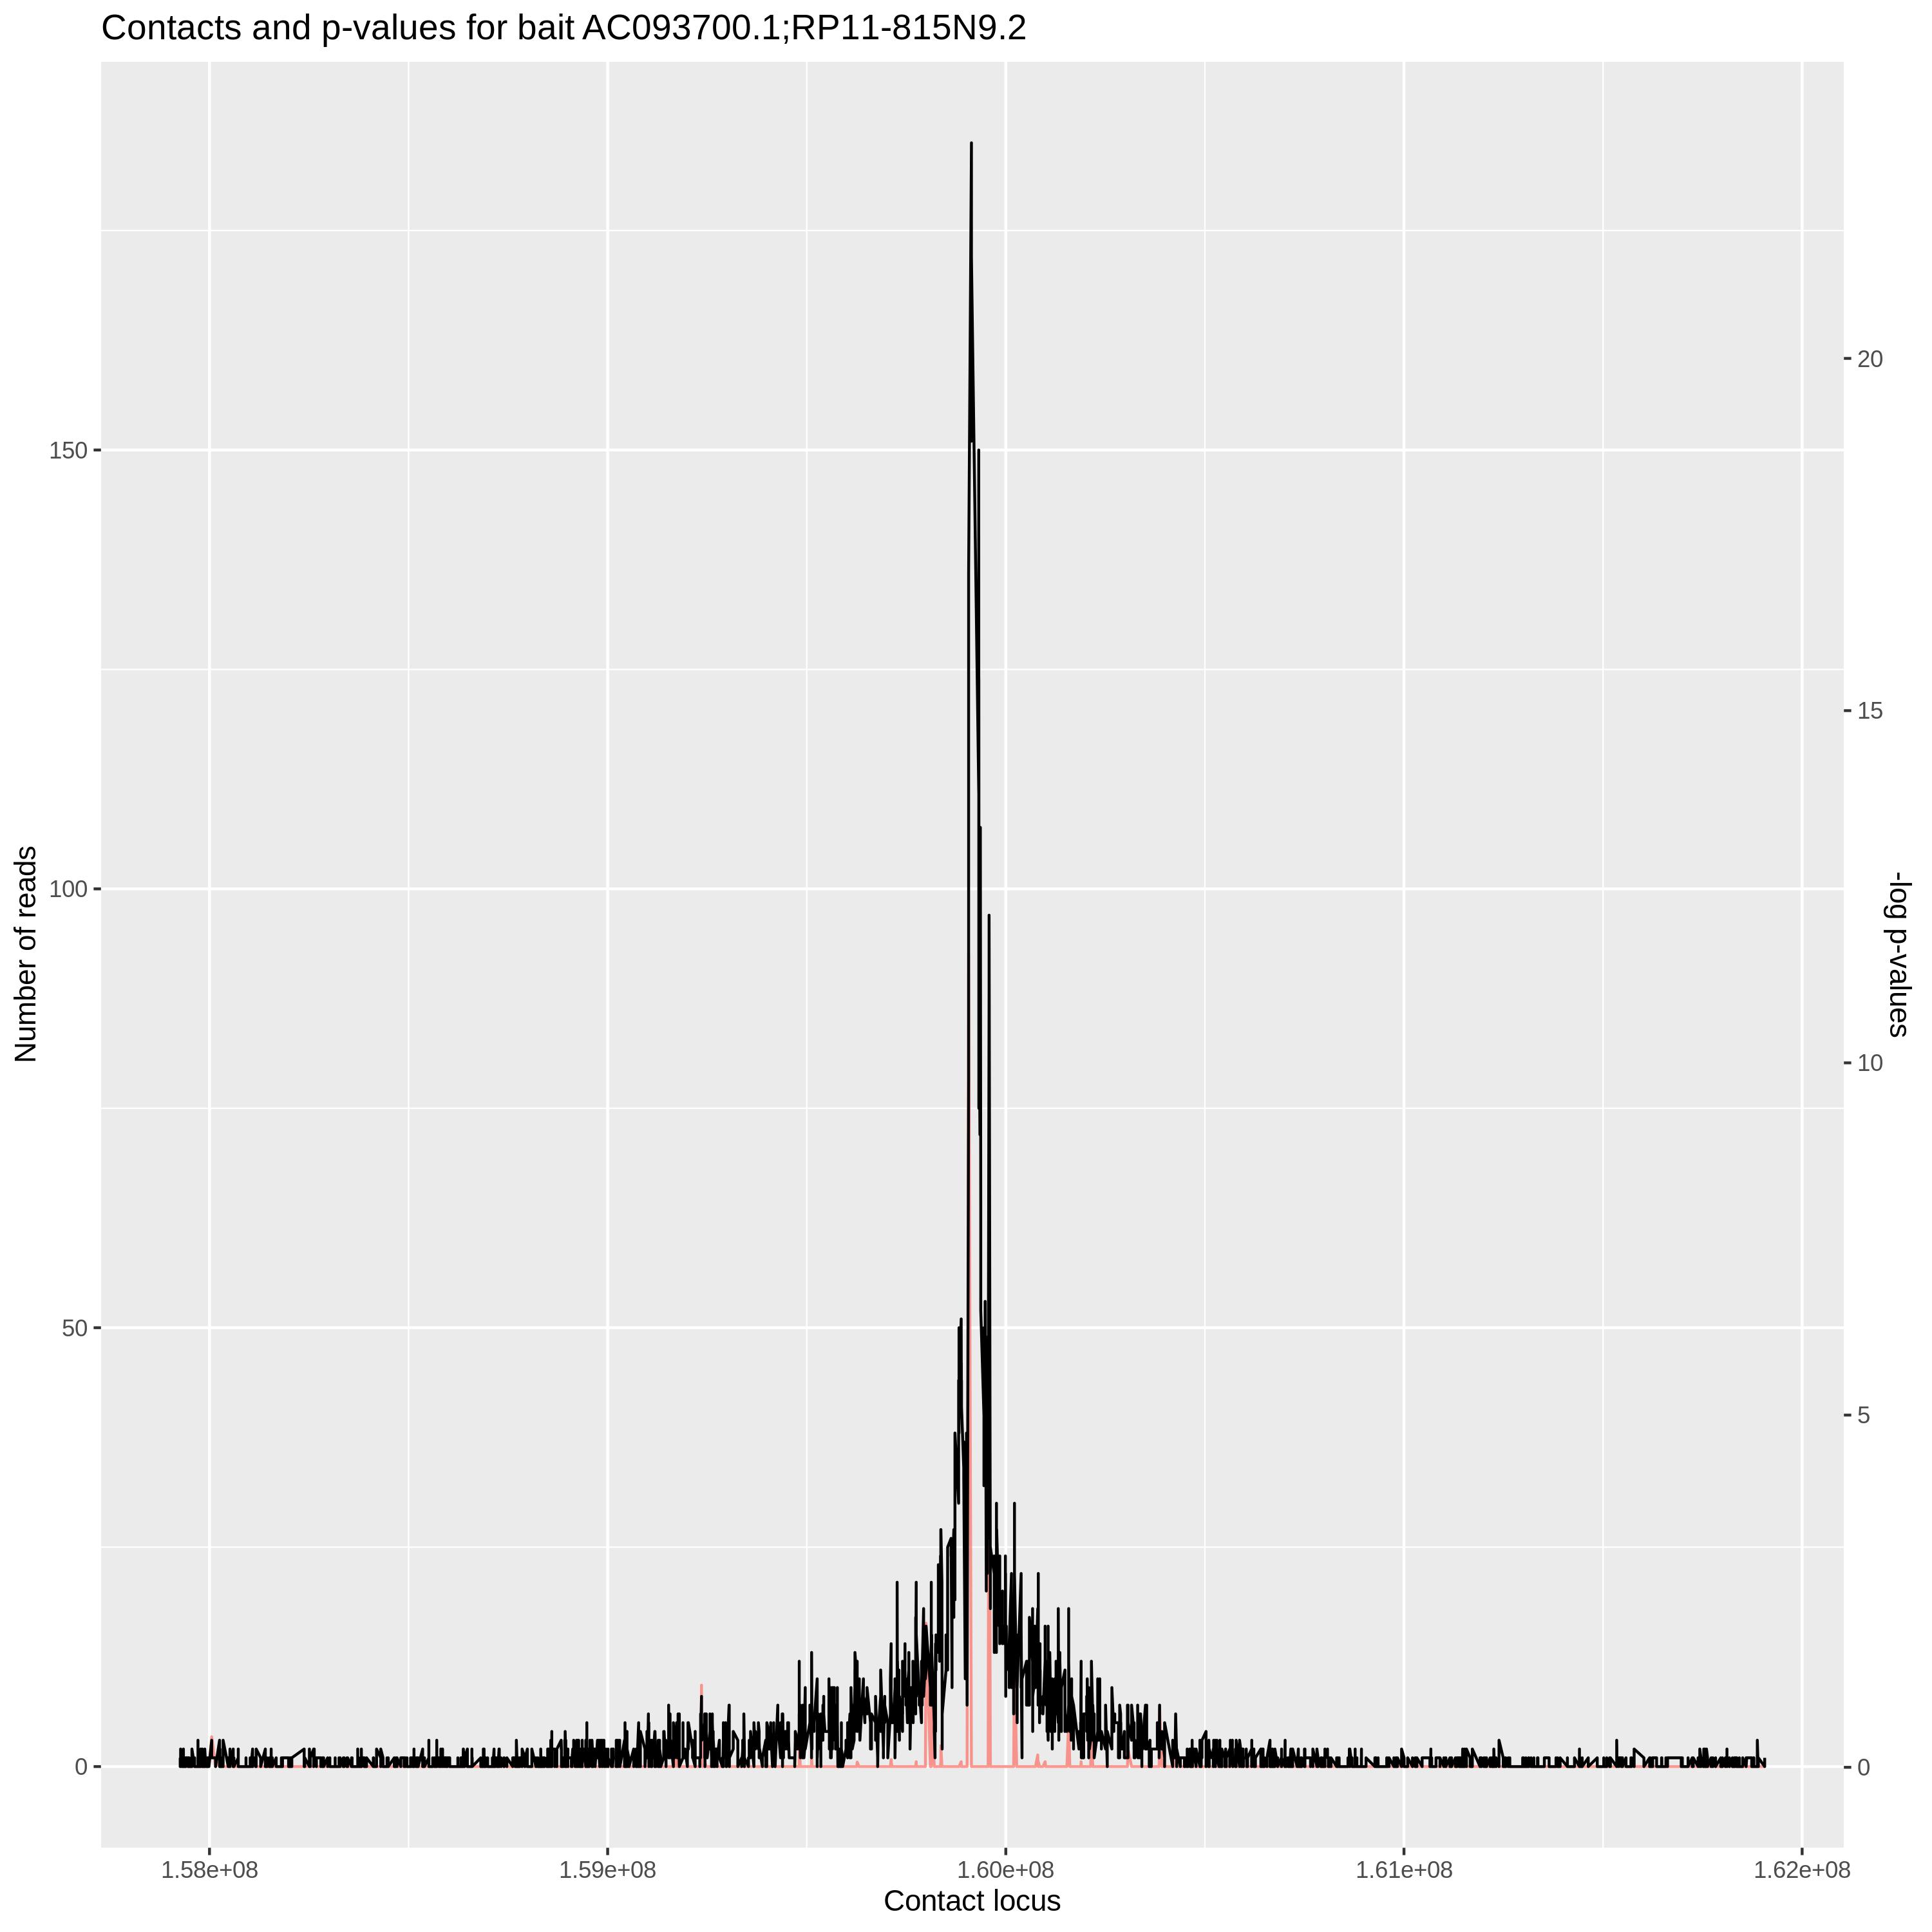 Contacts and p-values for bait AC093700.1;RP11-815N9.2
150
100
50
0
Number of reads
20
15
10
5
0
-log p-values
1.58e+08
1.59e+08
1.60e+08
1.61e+08
1.62e+08
Contact locus